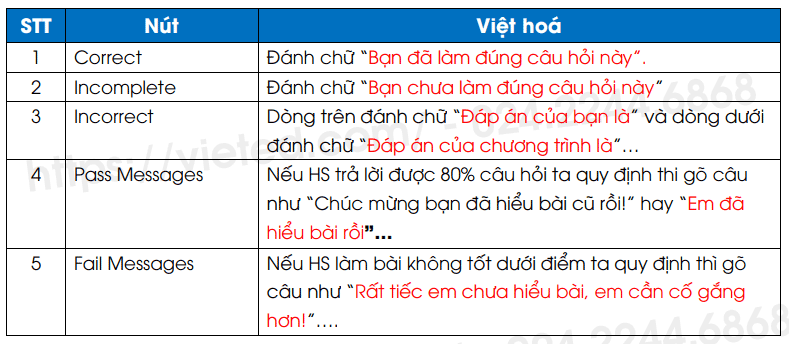 STT Nút Việt hoá
1 Correct Đánh chữ “Bạn đã làm đúng câu hỏi này”.
2 Incomplete Đánh chữ “Bạn chưa làm đúng câu hỏi này”
3 Incorrect Dòng trên đánh chữ “Đáp án của bạn là” và dòng dưới
đánh chữ “Đáp án của chương trình là”…
4 Pass Messages Nếu HS trả lời được 80% câu hỏi ta quy định thi gõ câu
như “Chúc mừng bạn đã hiểu bài cũ rồi!” hay “Em đã
hiểu bài rồi”...
5 Fail Messages Nếu HS làm bài không tốt dưới điểm ta quy định thì gõ
câu như “Rất tiếc em chưa hiểu bài, em cần cố gắng
hơn!”….
https://vieted.com/ - 024.2244.6868
024.2244.6868